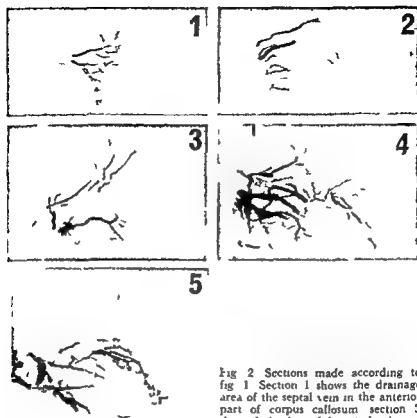 1
2
3
4
5
Fig 2 Sections made according to
fig 1 Section 1 shows the drainage
area of the septal vein in the anterior
part of corpus callosum section